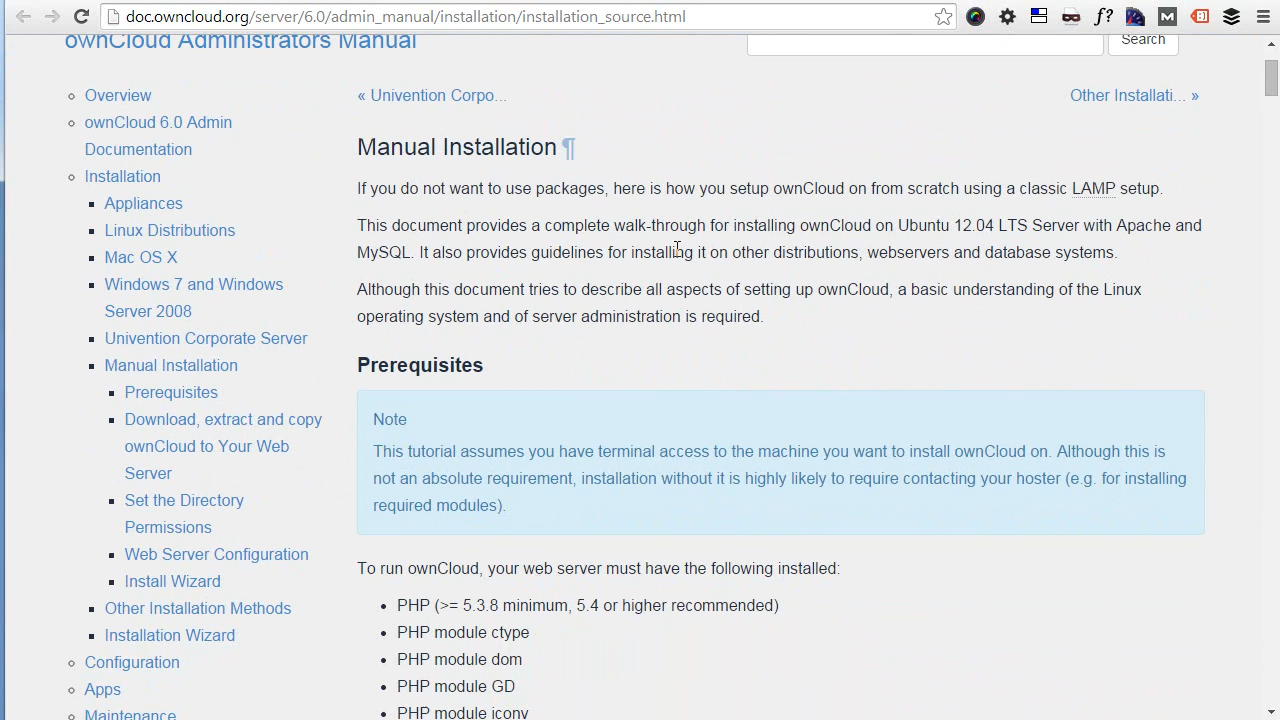 doc.owncloud.org/server/6.0/admin_manual/installation/installation_source.html
ownCloud Administrators Manual
Search
Overview
ownCloud 6.0 Admin
Documentation
Installation
Appliances
Linux Distributions
Mac OS X
Windows 7 and Windows
Server 2008
Univention Corporate Server
Manual Installation
Prerequisites
Download, extract and copy
ownCloud to Your Web
Server
Set the Directory
Permissions
Web Server Configuration
Install Wizard
Other Installation Methods
Installation Wizard
Configuration
Apps
Maintenance
« Univention Corpo...
Other Installati... »
Manual Installation ¶
If you do not want to use packages, here is how you setup ownCloud on from scratch using a classic LAMP setup.
This document provides a complete walk-through for installing ownCloud on Ubuntu 12.04 LTS Server with Apache and
MySQL. It also provides guidelines for installing it on other distributions, webservers and database systems.
Although this document tries to describe all aspects of setting up ownCloud, a basic understanding of the Linux
operating system and of server administration is required.
Prerequisites
Note
This tutorial assumes you have terminal access to the machine you want to install ownCloud on. Although this is
not an absolute requirement, installation without it is highly likely to require contacting your hoster (e.g. for installing
required modules).
To run ownCloud, your web server must have the following installed:
PHP (>= 5.3.8 minimum, 5.4 or higher recommended)
PHP module ctype
PHP module dom
PHP module GD
PHP module iconv